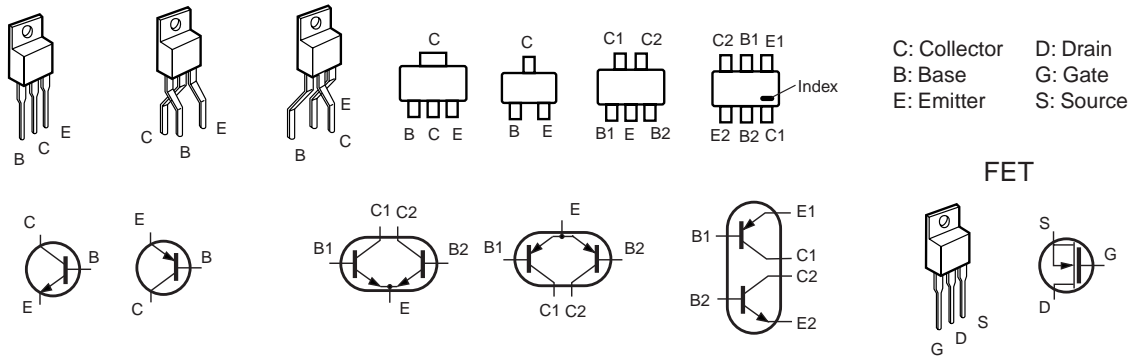 C
C
C1 C2
C2 B1 E1
Index
B C E
B E
B1 E B2
E2 B2 C1
B C E
C B E
B C E
C: Collector D: Drain
B: Base G: Gate
E: Emitter S: Source
FET
C
B
E
E
B
C
C1 C2
B1 B2
E
E
B1 B2
C1 C2
E1
B1
C1
C2
B2
E2
G D S
S
G
D